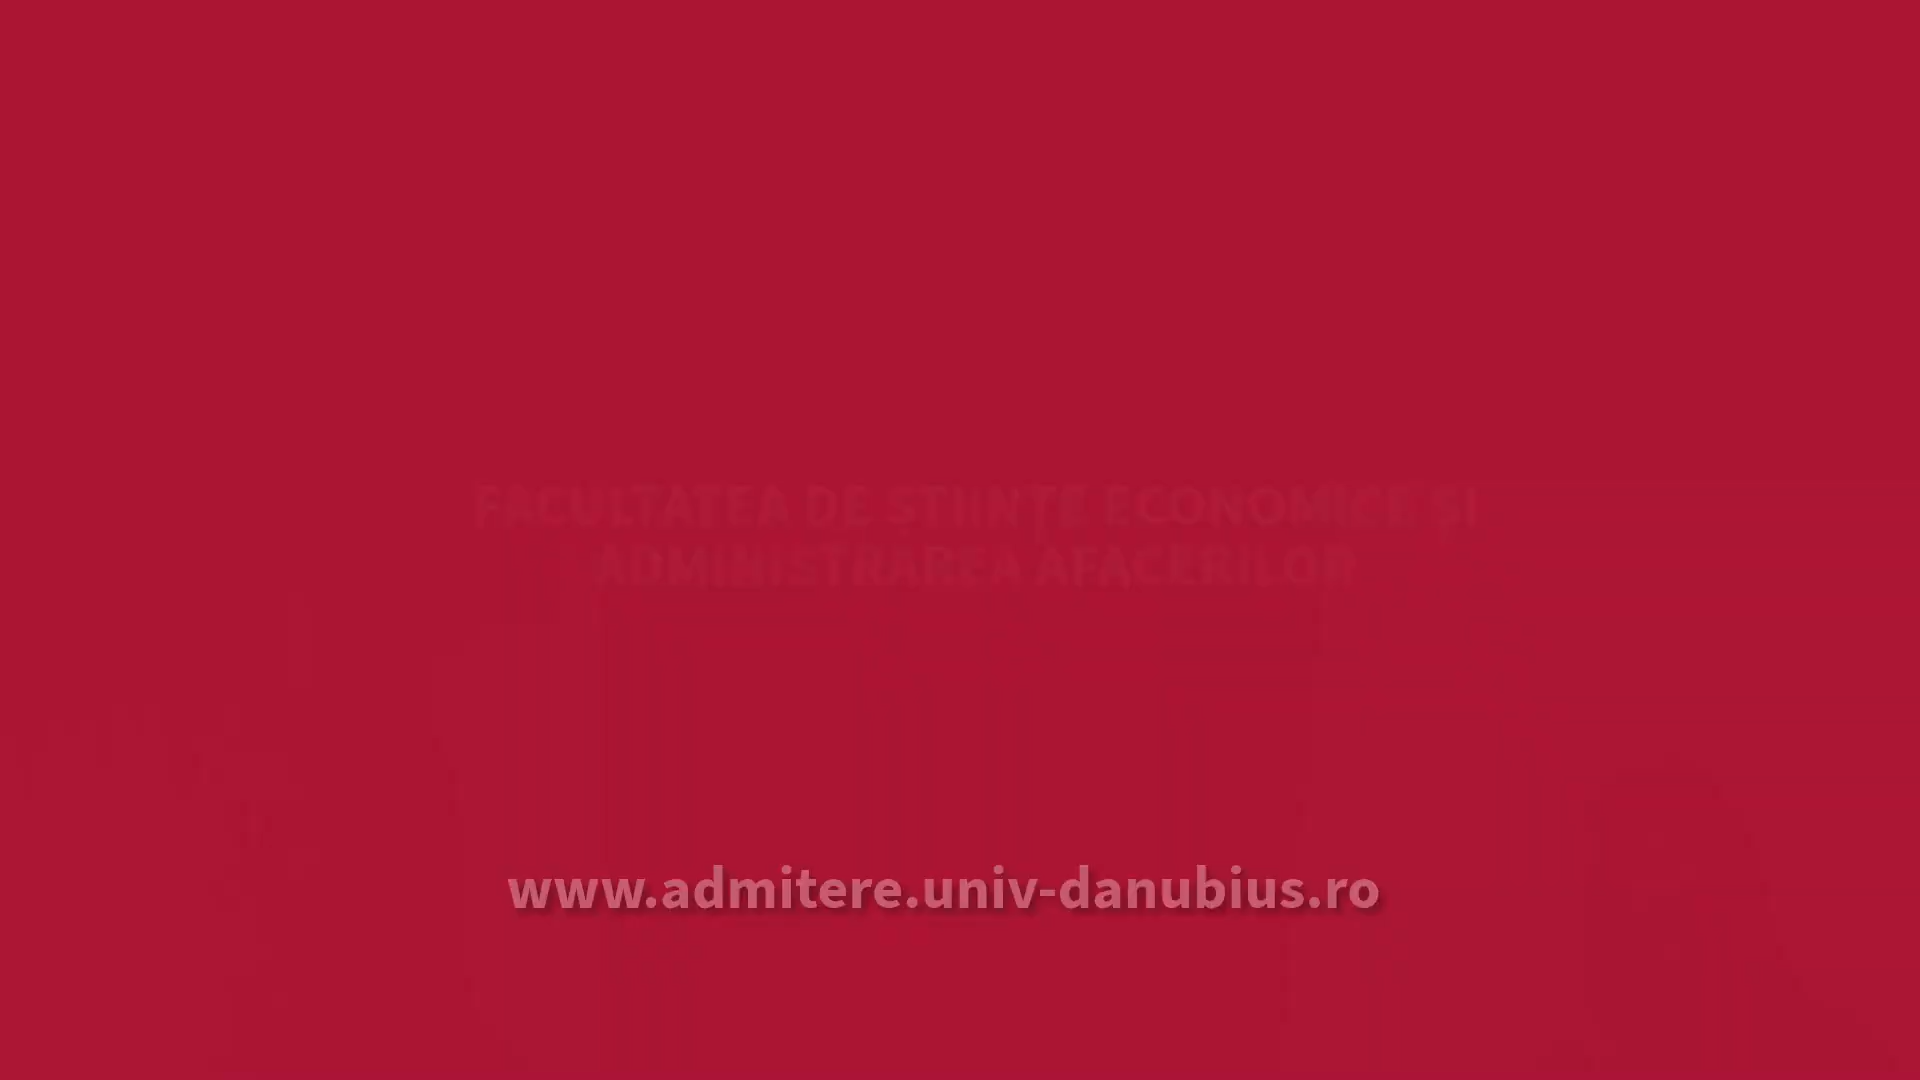 FACULTATEA DE ȘTIINȚE ECONOMICE ȘI
ADMINISTRAREA AFACERILOR
www.admitere.univ-danubius.ro